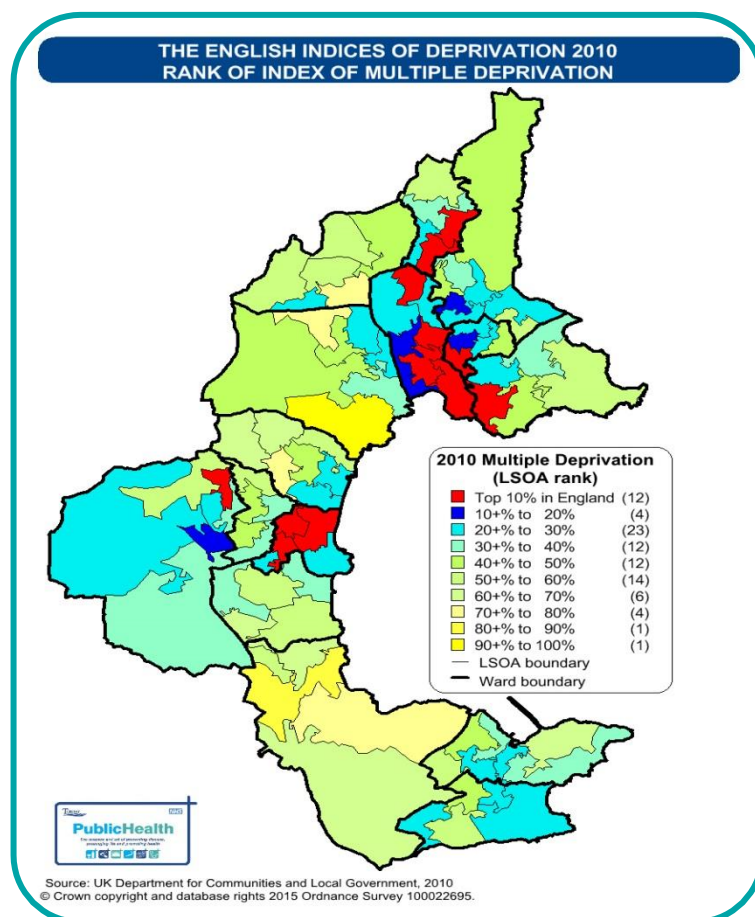 THE ENGLISH INDICES OF DEPRIVATION 2010
RANK OF INDEX OF MULTIPLE DEPRIVATION
2010 Multiple Deprivation
(LSOA rank)
Top 10% in England (12)
10+% to 20% (4)
20+% to 30% (23)
30+% to 40% (12)
40+% to 50% (12)
50+% to 60% (14)
60+% to 70% (6)
70+% to 80% (4)
80+% to 90% (1)
90+% to 100% (1)
LSOA boundary
Ward boundary
NHS
PublicHealth
Source: UK Department for Communities and Local Government, 2010
© Crown copyright and database rights 2015 Ordnance Survey 100022695.